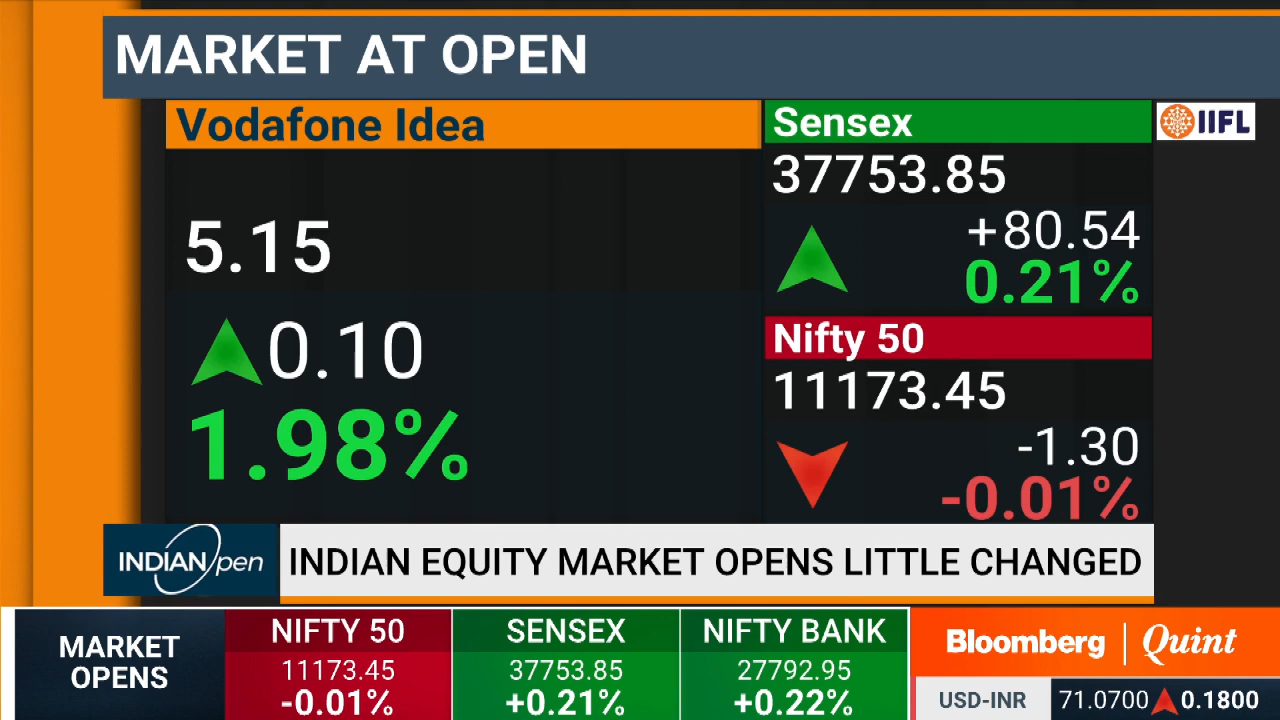 MARKET AT OPEN
Vodafone Idea
5.15
0.10
1.98%
Sensex
37753.85
+80.54
0.21%
Nifty 50
11173.45
-1.30
-0.01%
IIFL
INDIAN Open
INDIAN EQUITY MARKET OPENS LITTLE CHANGED
MARKET
OPENS
NIFTY 50
11173.45
-0.01%
SENSEX
37753.85
+0.21%
NIFTY BANK
27792.95
+0.22%
Bloomberg | Quint
USD-INR 71.0700 0.1800